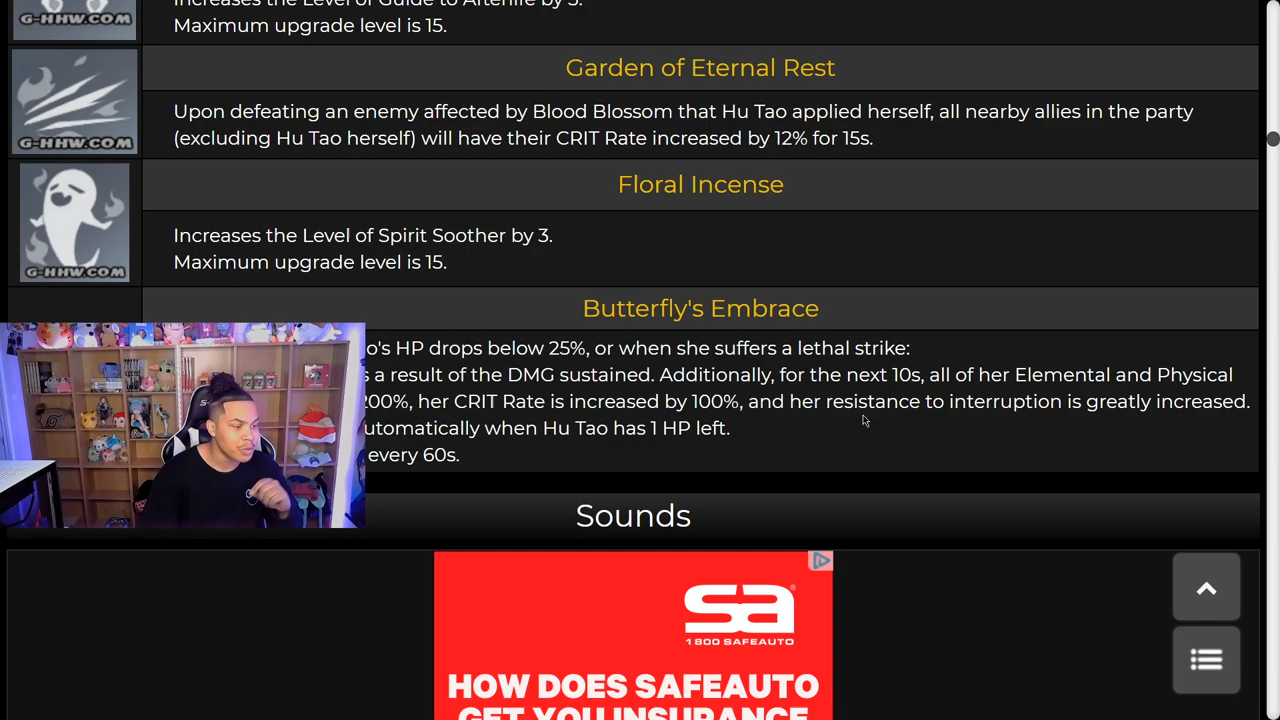 Increases the Level of Guide to Afterlife by 3.
Maximum upgrade level is 15.
G-HHW.COM
Garden of Eternal Rest
Upon defeating an enemy affected by Blood Blossom that Hu Tao applied herself, all nearby allies in the party
(excluding Hu Tao herself) will have their CRIT Rate increased by 12% for 15s.
G-HHW.COM
Floral Incense
Increases the Level of Spirit Soother by 3.
Maximum upgrade level is 15.
G-HHW.COM
Butterfly's Embrace
o's HP drops below 25%, or when she suffers a lethal strike:
s a result of the DMG sustained. Additionally, for the next 10s, all of her Elemental and Physical
200%, her CRIT Rate is increased by 100%, and her resistance to interruption is greatly increased.
utomatically when Hu Tao has 1 HP left.
every 60s.
Sounds
sa
1 800 SAFEAUTO
HOW DOES SAFEAUTO
GET YOU INSURANCE